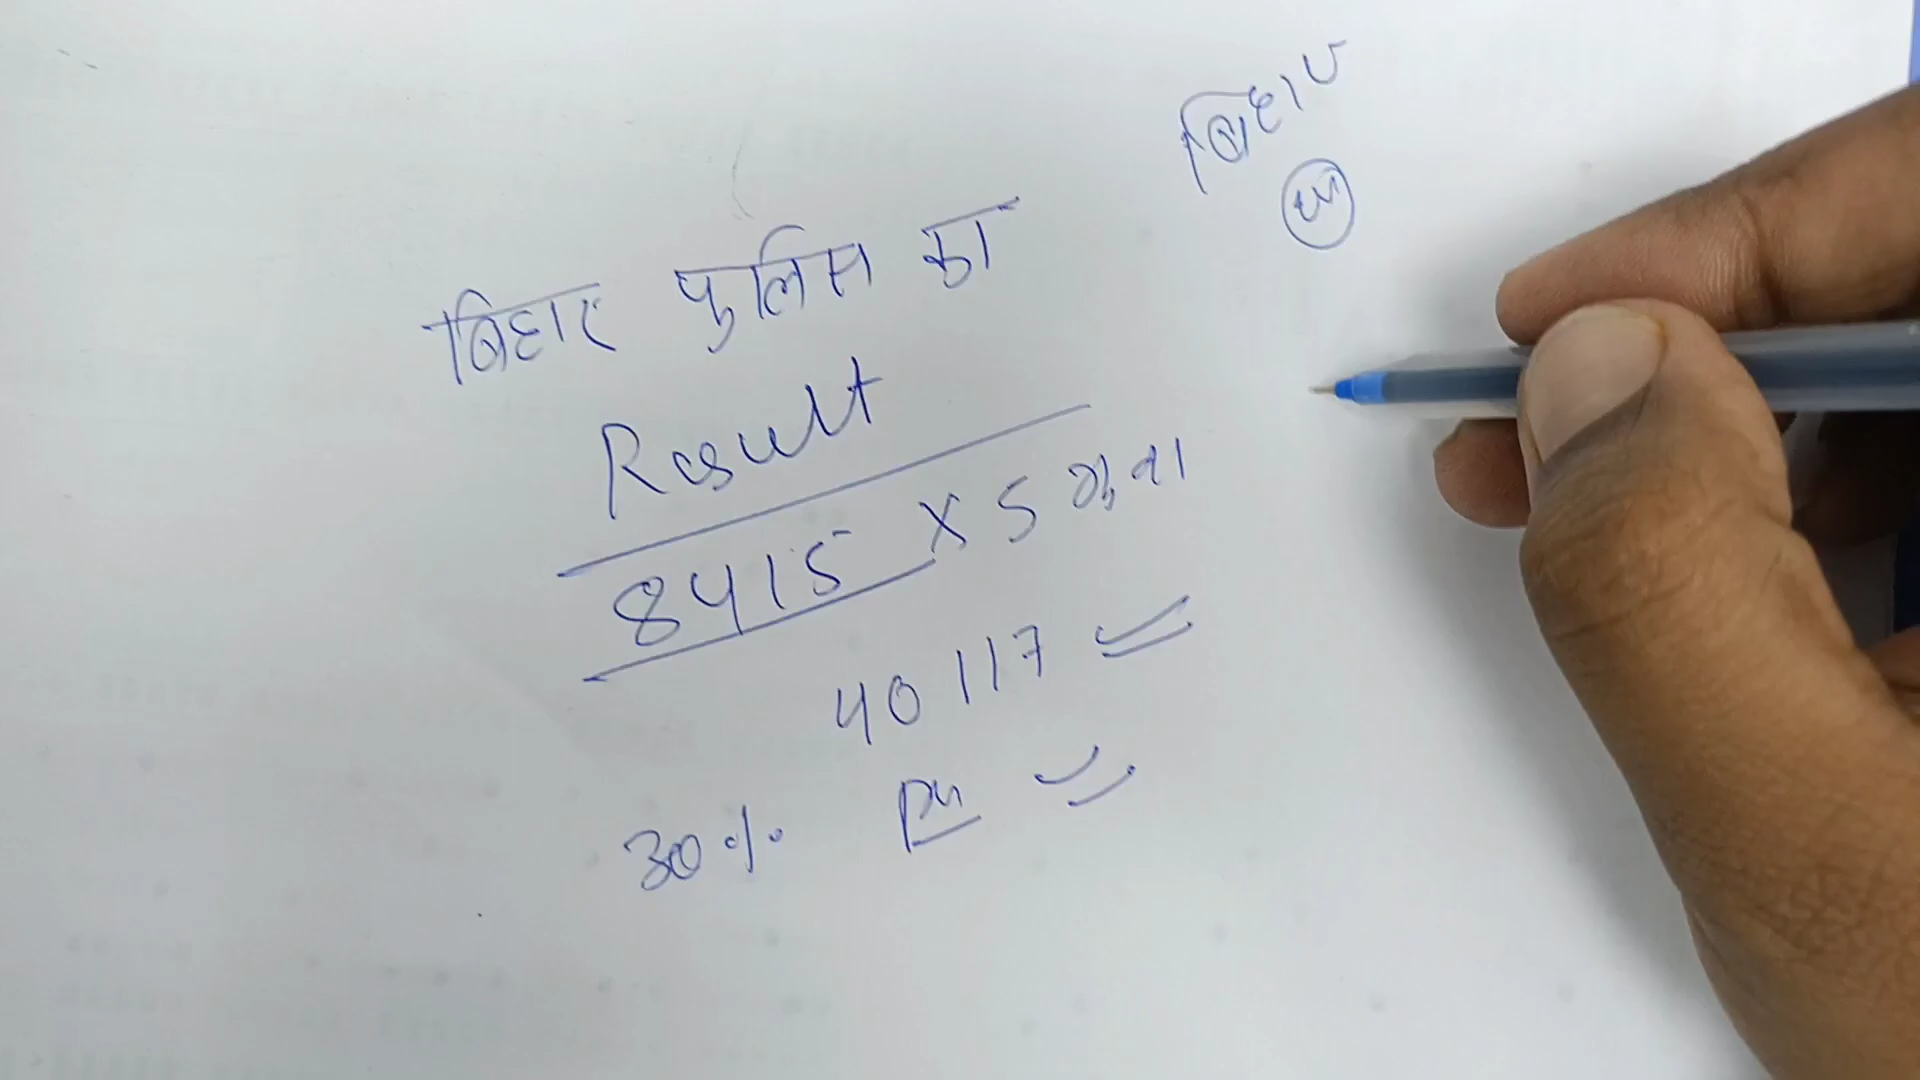 बिहार
बिहार पुलिस का
Result
8415 x 5 गुना
40117
30%